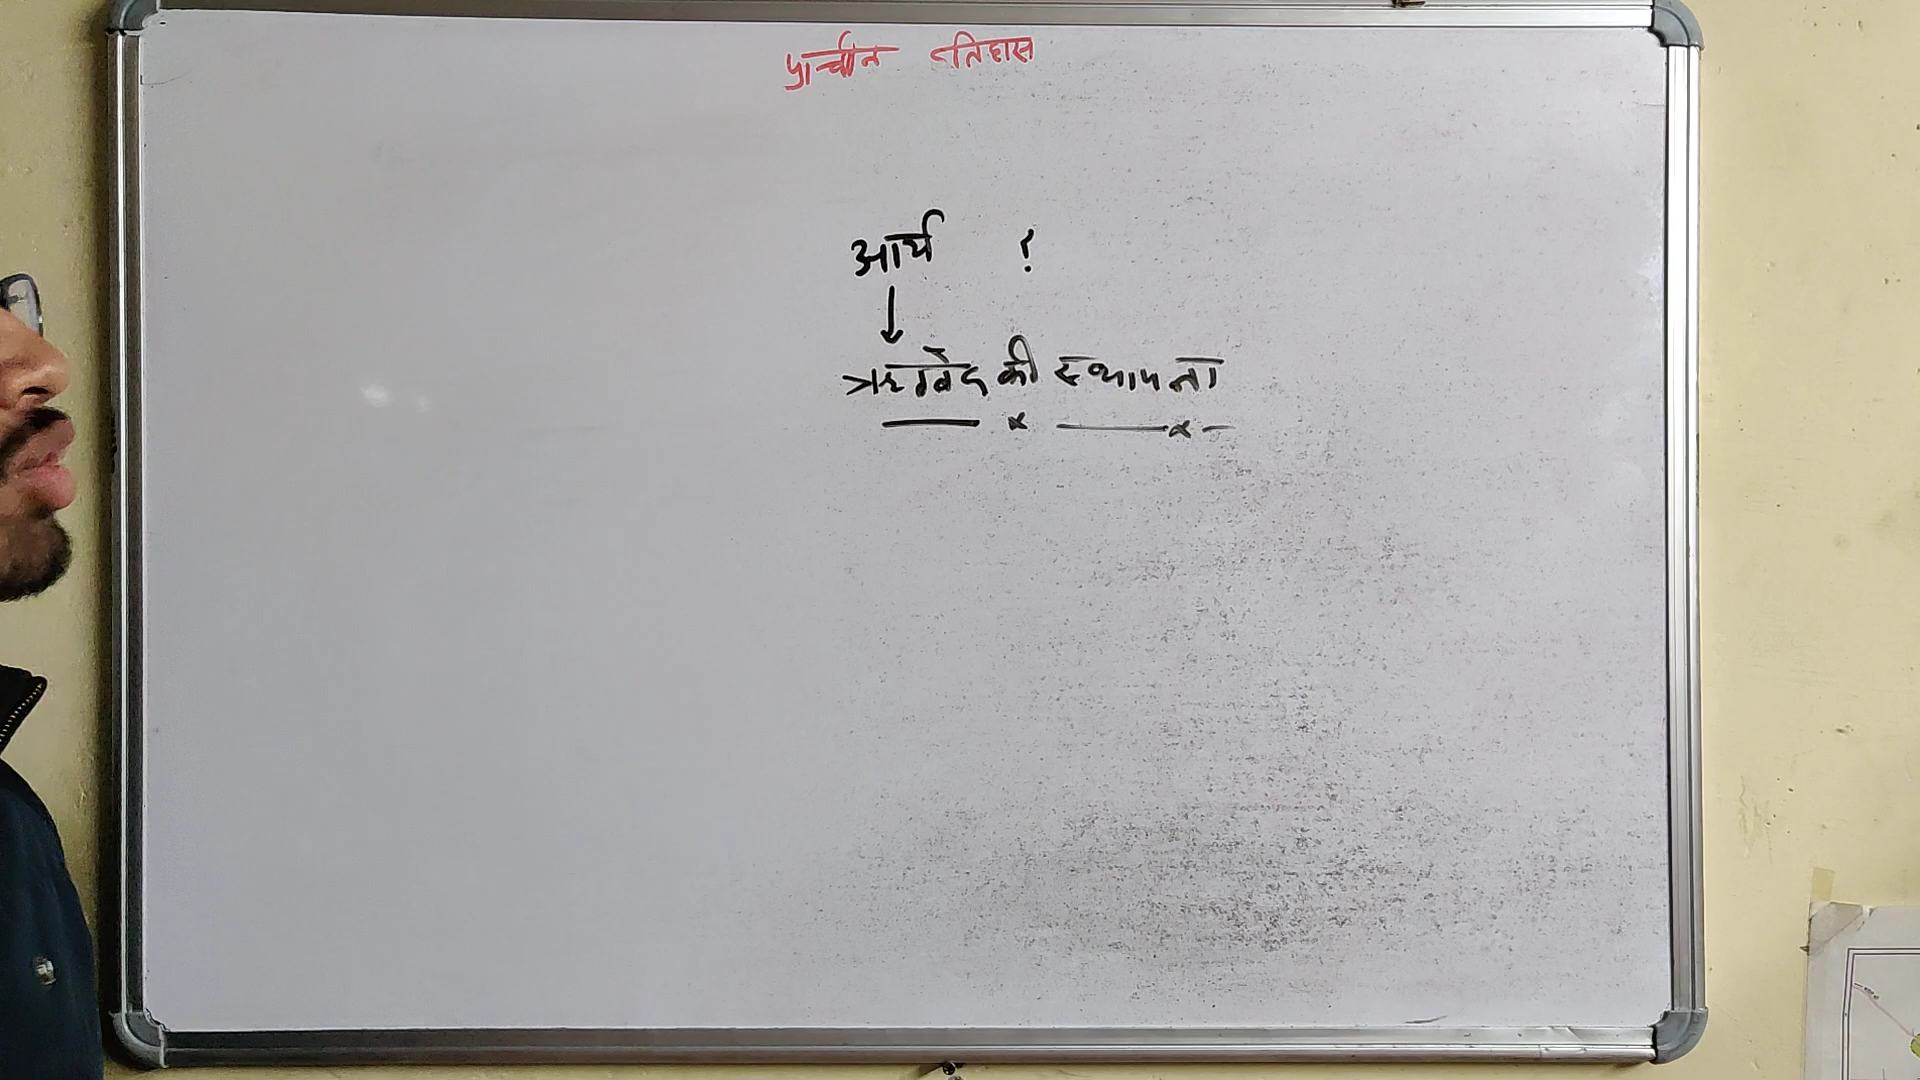 प्राचीन इतिहास
आर्य ?
ऋग्वेद की स्थापना